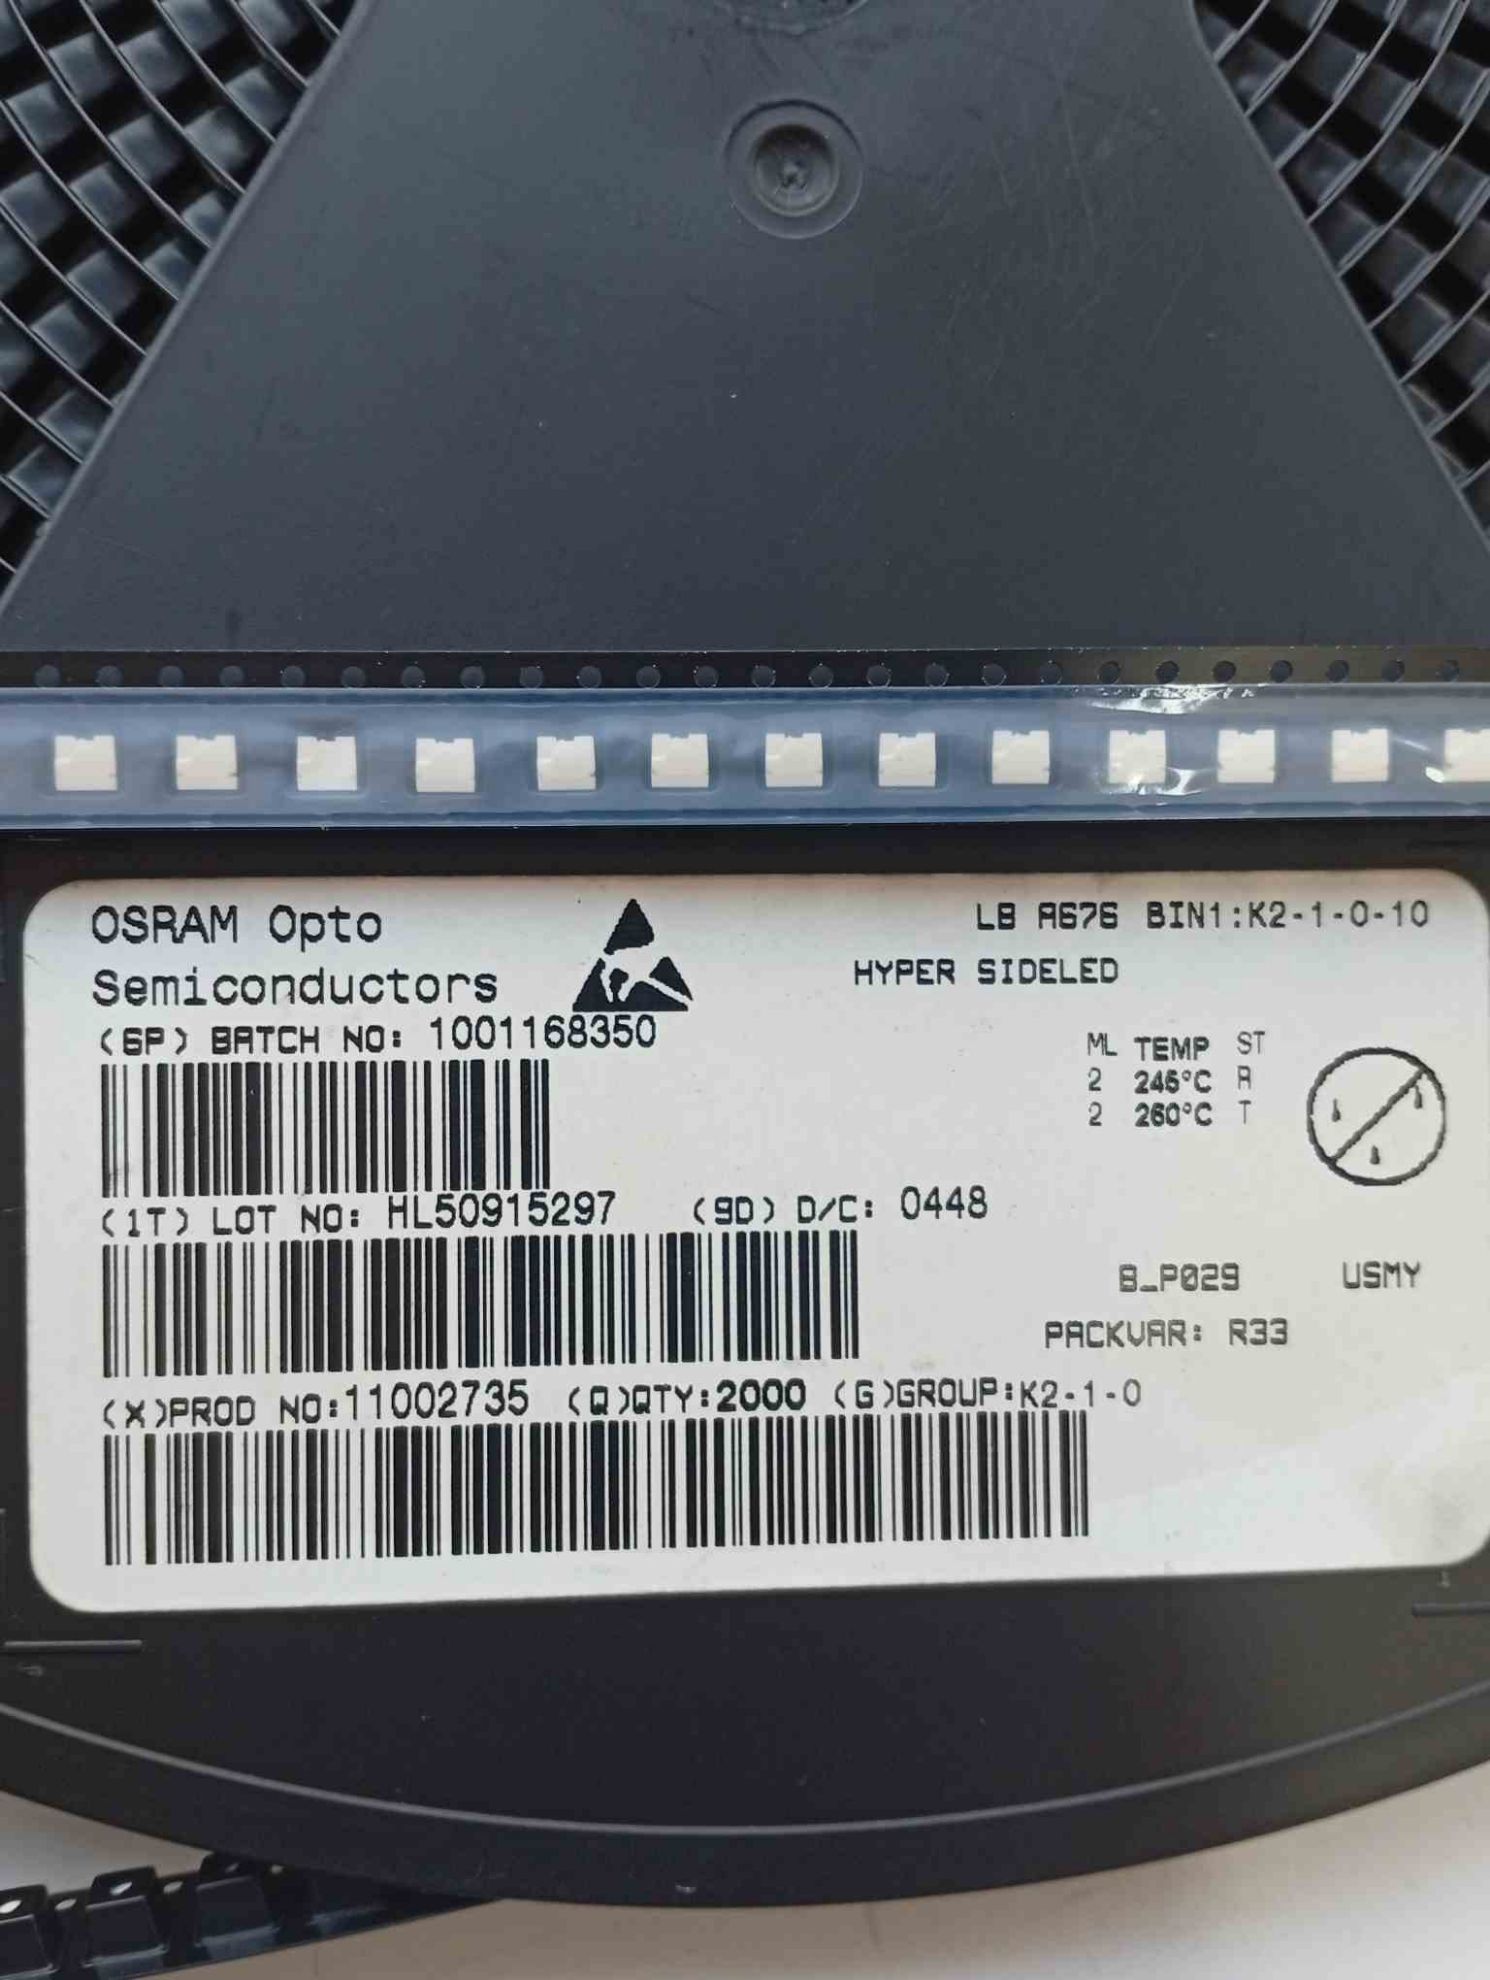 OSRAM Opto
Semiconductors
LB A676 BIN1:K2-1-0-10
HYPER SIDELED
(6P) BATCH NO: 1001168350
ML TEMP ST
2 245°C R
2 260°C T
(1T) LOT NO: HL50915297 (9D) D/C: 0448
B_P029 USMY
PACKVAR: R33
(X)PROD NO:11002735 (Q)QTY:2000 (G)GROUP:K2-1-0